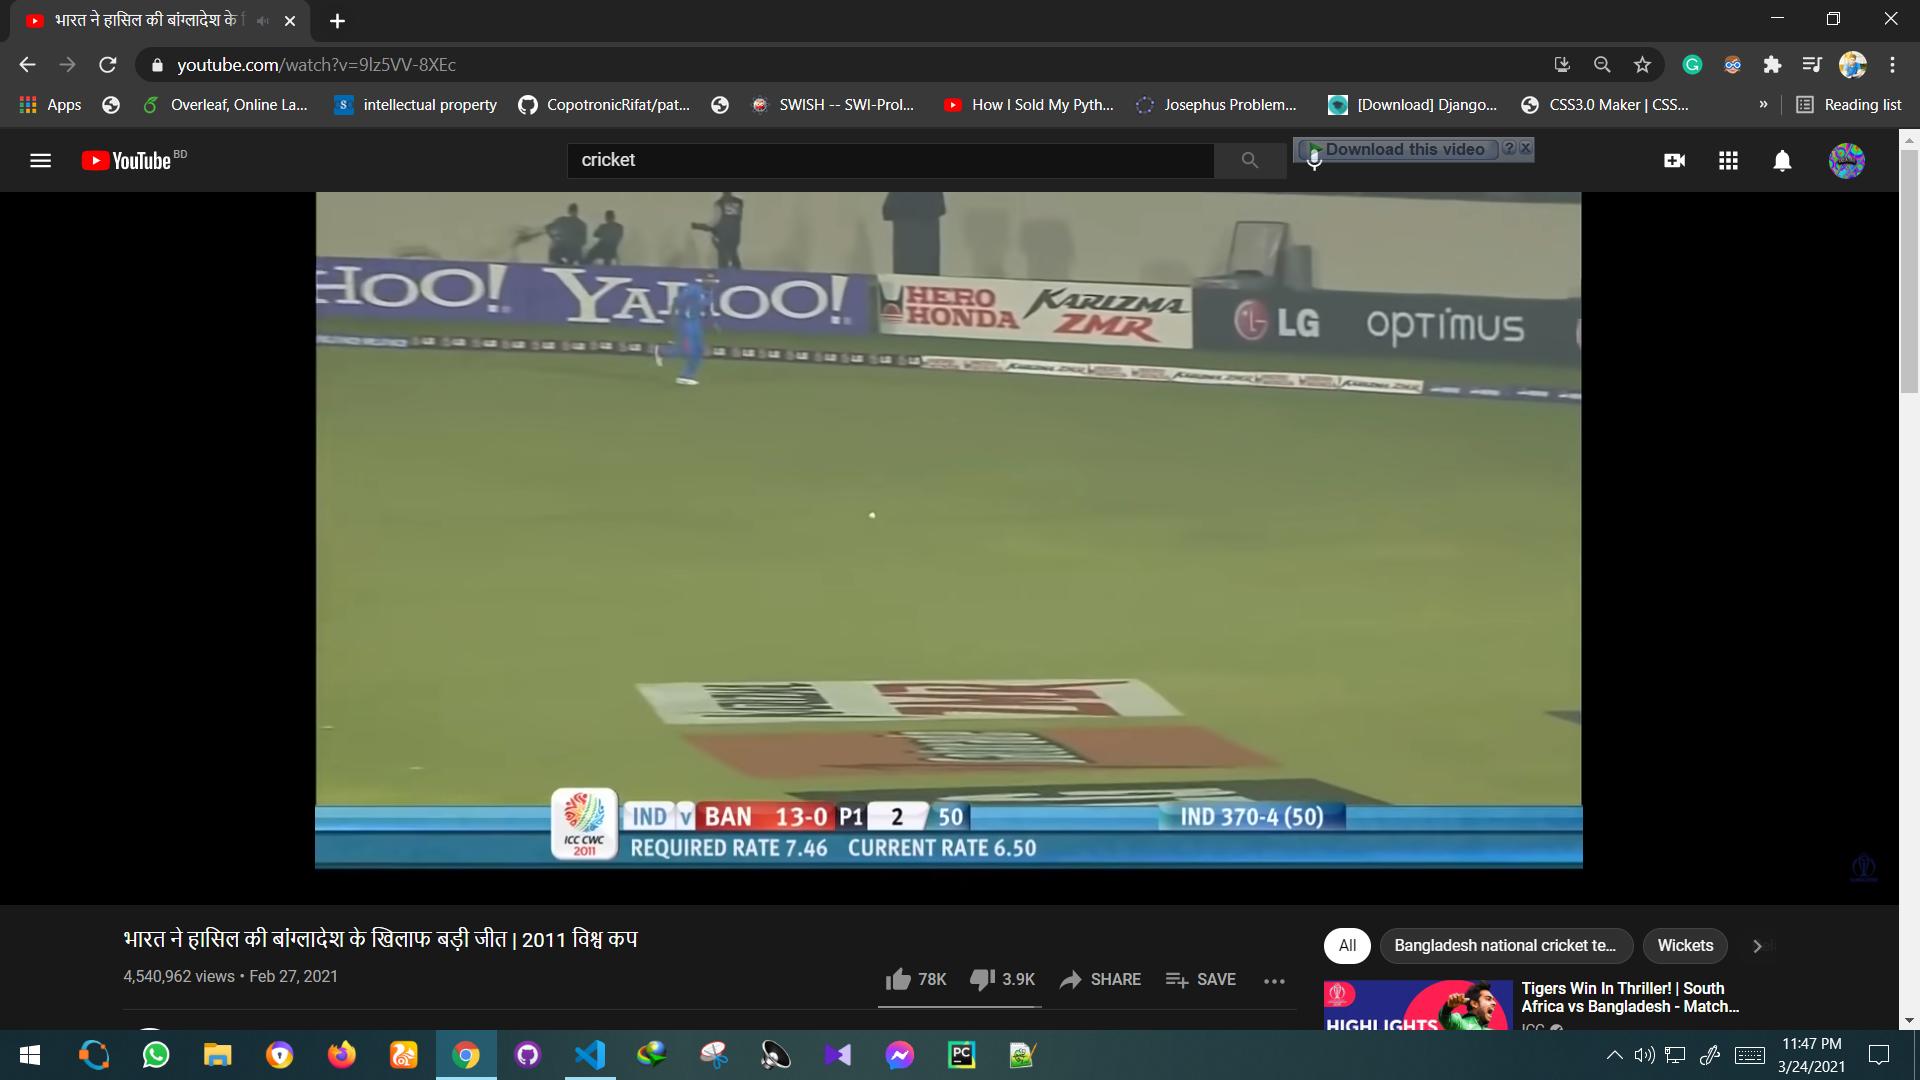 भारत ने हासिल की बांग्लादेश के
youtube.com/watch?v=9lz5VV-8XEc
Apps
Overleaf, Online La...
intellectual property
CopotronicRifat/pat...
SWISH -- SWI-Prol...
How I Sold My Pyth...
Josephus Problem...
[Download] Django...
CSS3.0 Maker | CSS...
»
Reading list
YouTube BD
cricket
Download this video
HOO! YAHOO! HERO HONDA KARIZMA ZMR LG OPTIMUS
IND v BAN 13-0 P1 2 50 IND 370-4 (50)
ICC CWC 2011
REQUIRED RATE 7.46 CURRENT RATE 6.50
भारत ने हासिल की बांग्लादेश के खिलाफ बड़ी जीत | 2011 विश्व कप
4,540,962 views • Feb 27, 2021
78K
3.9K
SHARE
SAVE
All
Bangladesh national cricket te...
Wickets
HIGHLIGHTS
Tigers Win In Thriller! | South
Africa vs Bangladesh - Match...
ICC
11:47 PM
3/24/2021